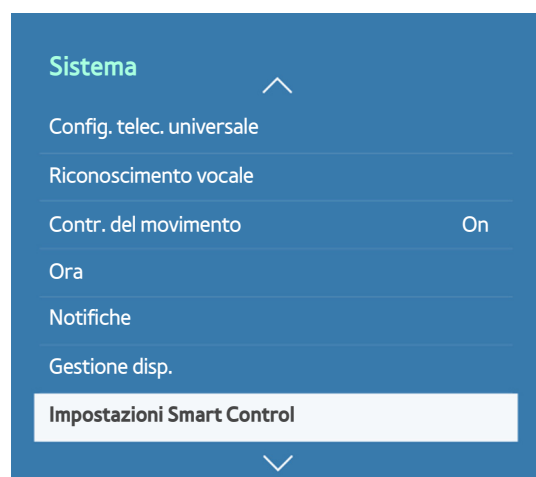 Sistema
Config. telec. universale
Riconoscimento vocale
Contr. del movimento On
Ora
Notifiche
Gestione disp.
Impostazioni Smart Control